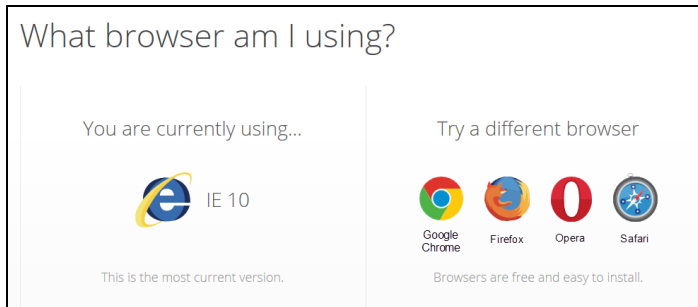 What browser am I using?
You are currently using...
IE 10
This is the most current version.
Try a different browser
Google Chrome
Firefox
Opera
Safari
Browsers are free and easy to install.